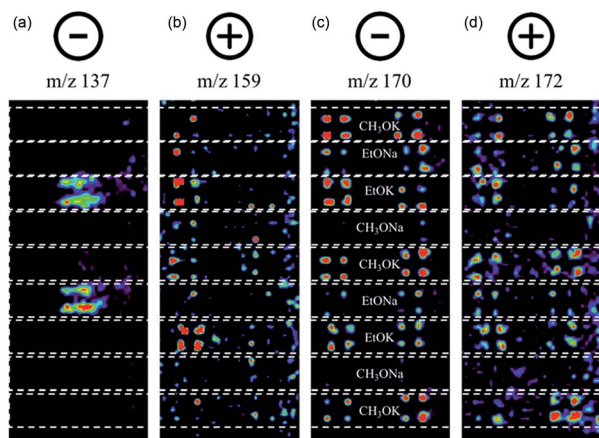 (a) (b) (c) (d)
− + − +
m/z 137 m/z 159 m/z 170 m/z 172
CH₃OK
EtONa
EtOK
CH₃ONa
CH₃OK
EtONa
EtOK
CH₃ONa
CH₃OK